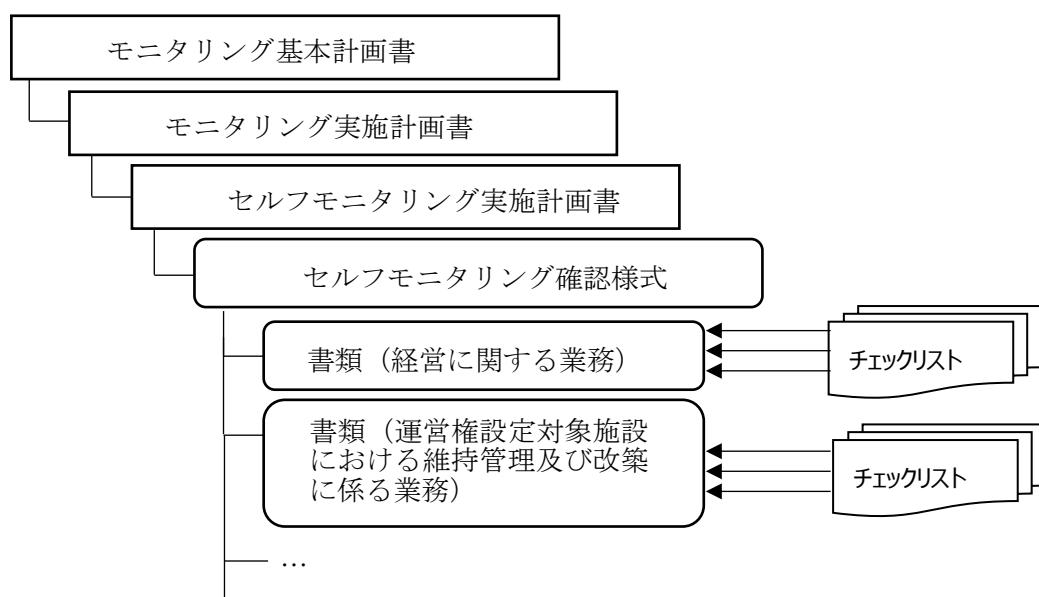 モニタリング基本計画書
モニタリング実施計画書
セルフモニタリング実施計画書
セルフモニタリング確認様式
書類（経営に関する業務）
チェックリスト
書類（運営権設定対象施設
における維持管理及び改築
に係る業務）
チェックリスト
…